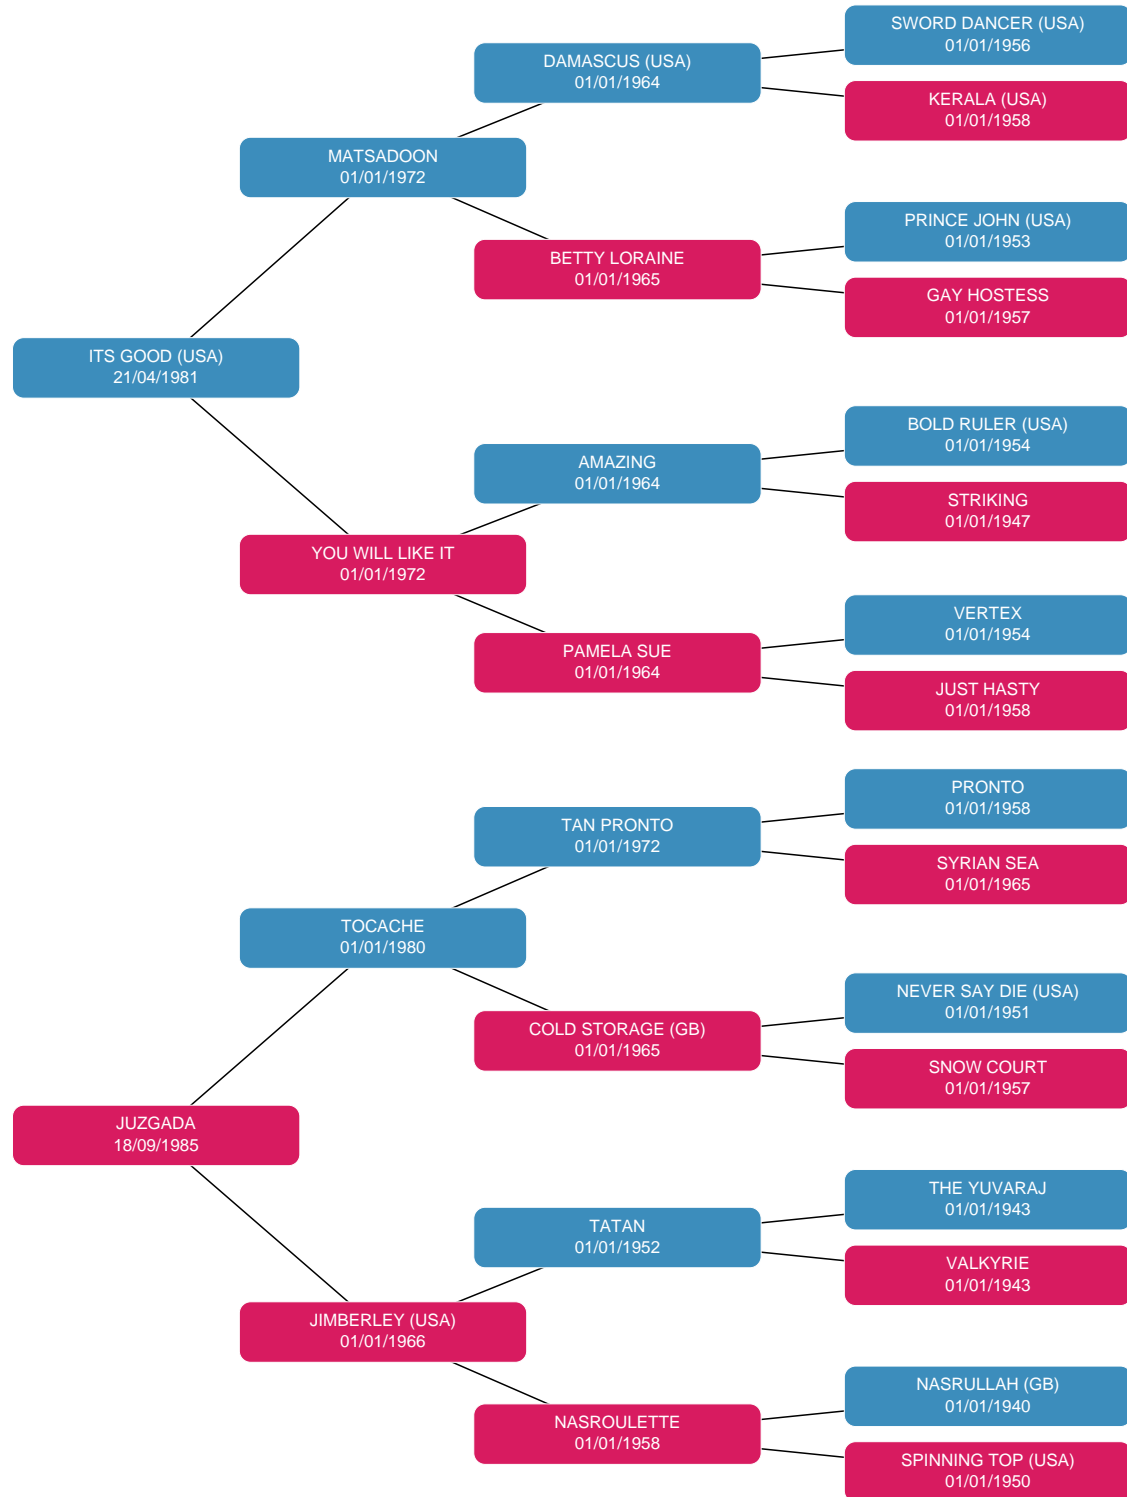 SWORD DANCER (USA)
01/01/1956
DAMASCUS (USA)
01/01/1964
KERALA (USA)
01/01/1958
MATSADOON
01/01/1972
PRINCE JOHN (USA)
01/01/1953
BETTY LORAINE
01/01/1965
GAY HOSTESS
01/01/1957
ITS GOOD (USA)
21/04/1981
BOLD RULER (USA)
01/01/1954
AMAZING
01/01/1964
STRIKING
01/01/1947
YOU WILL LIKE IT
01/01/1972
VERTEX
01/01/1954
PAMELA SUE
01/01/1964
JUST HASTY
01/01/1958
PRONTO
01/01/1958
TAN PRONTO
01/01/1972
SYRIAN SEA
01/01/1965
TOCACHE
01/01/1980
NEVER SAY DIE (USA)
01/01/1951
COLD STORAGE (GB)
01/01/1965
SNOW COURT
01/01/1957
JUZGADA
18/09/1985
THE YUVARAJ
01/01/1943
TATAN
01/01/1952
VALKYRIE
01/01/1943
JIMBERLEY (USA)
01/01/1966
NASRULLAH (GB)
01/01/1940
NASROULETTE
01/01/1958
SPINNING TOP (USA)
01/01/1950